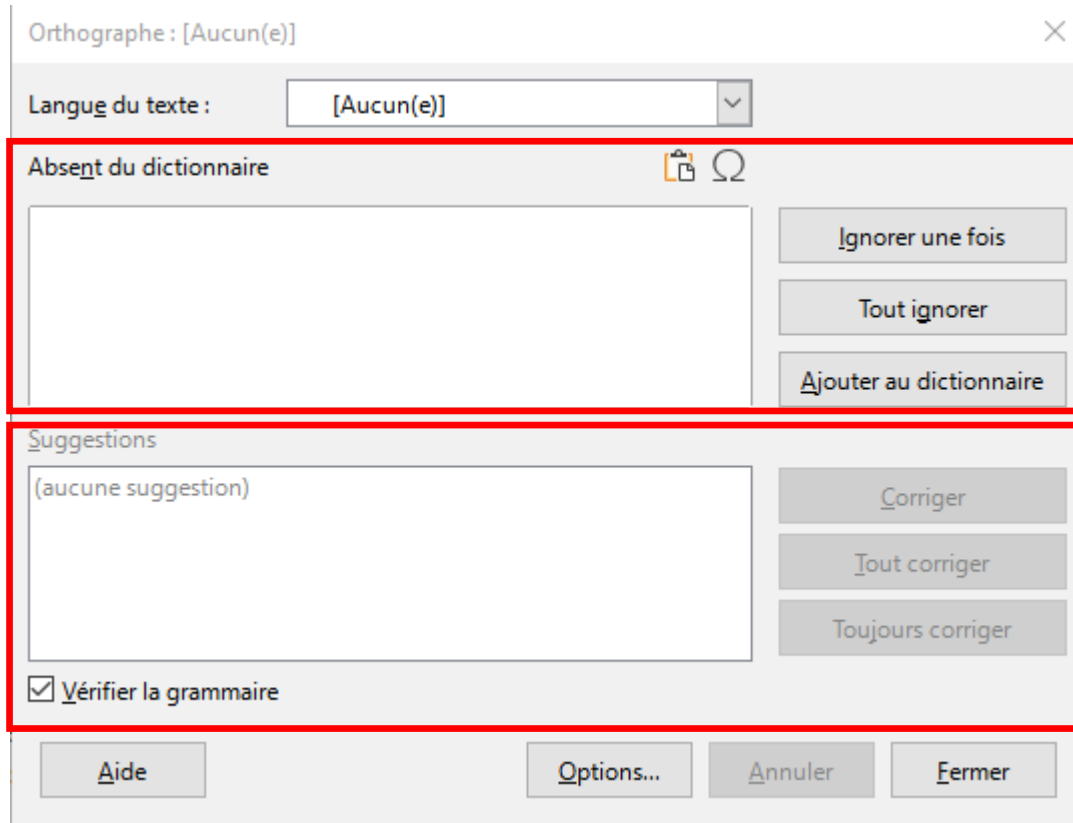 Orthographe : [Aucun(e)]
Langue du texte : [Aucun(e)]
Absent du dictionnaire
Ignorer une fois
Tout ignorer
Ajouter au dictionnaire
Suggestions
(aucune suggestion)
Corriger
Tout corriger
Toujours corriger
Vérifier la grammaire
Aide Options... Annuler Fermer